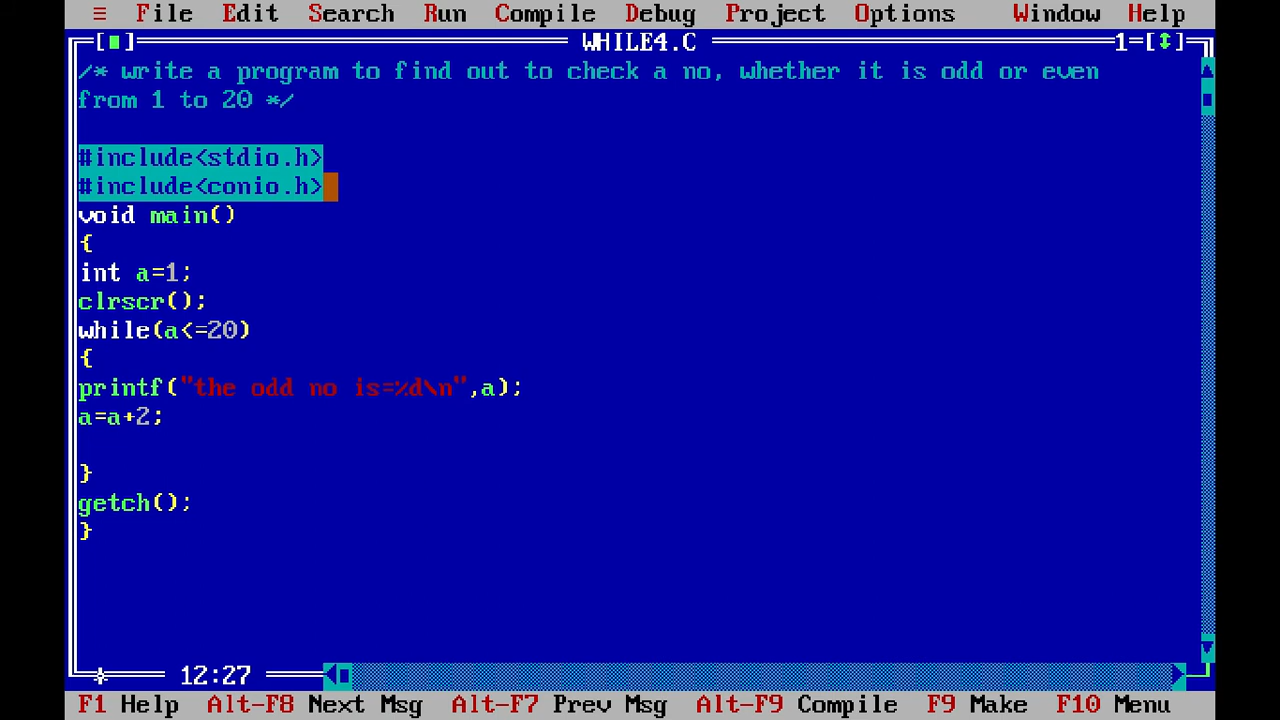 ≡ File Edit Search Run Compile Debug Project Options Window Help
[■] WHILE4.C 1=[↕]
/* write a program to find out to check a no, whether it is odd or even
from 1 to 20 */
#include<stdio.h>
#include<conio.h>
void main()
{
int a=1;
clrscr();
while(a<=20)
{
printf("the odd no is=%d\n",a);
a=a+2;
}
getch();
}
12:27
F1 Help Alt-F8 Next Msg Alt-F7 Prev Msg Alt-F9 Compile F9 Make F10 Menu